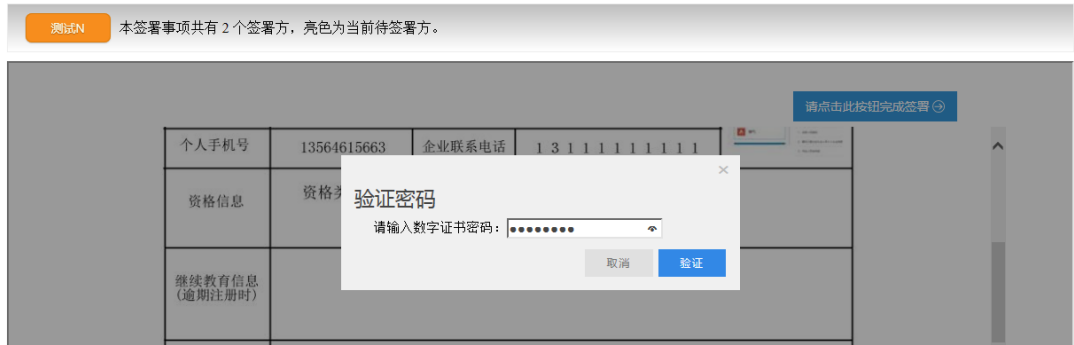 测试N 本签署事项共有 2 个签署方，亮色为当前待签署方。
请点击此按钮完成签署
个人手机号 13564615663 企业联系电话 1 3 1 1 1 1 1 1 1 1 1
资格信息 资格类
验证密码
请输入数字证书密码：
取消 验证
继续教育信息
(逾期注册时)